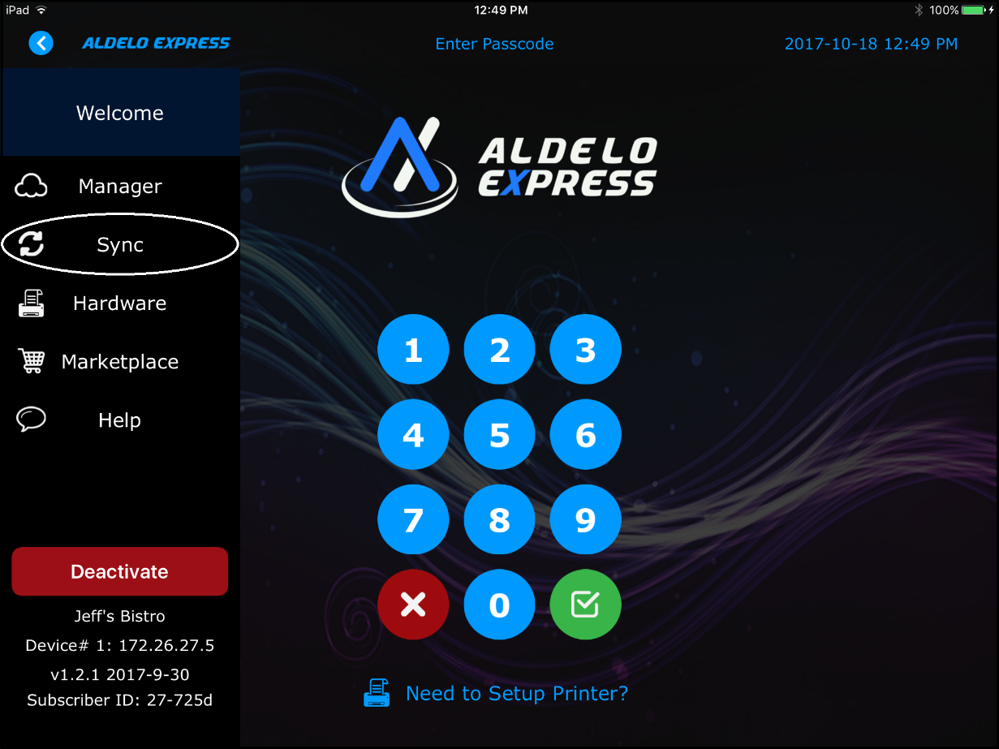 iPad 12:49 PM 100%
ALDELO EXPRESS Enter Passcode 2017-10-18 12:49 PM
Welcome
Manager
Sync
Hardware
Marketplace
Help
Deactivate
Jeff's Bistro
Device# 1: 172.26.27.5
v1.2.1 2017-9-30
Subscriber ID: 27-725d
ALDELO
EXPRESS
1 2 3
4 5 6
7 8 9
0
Need to Setup Printer?